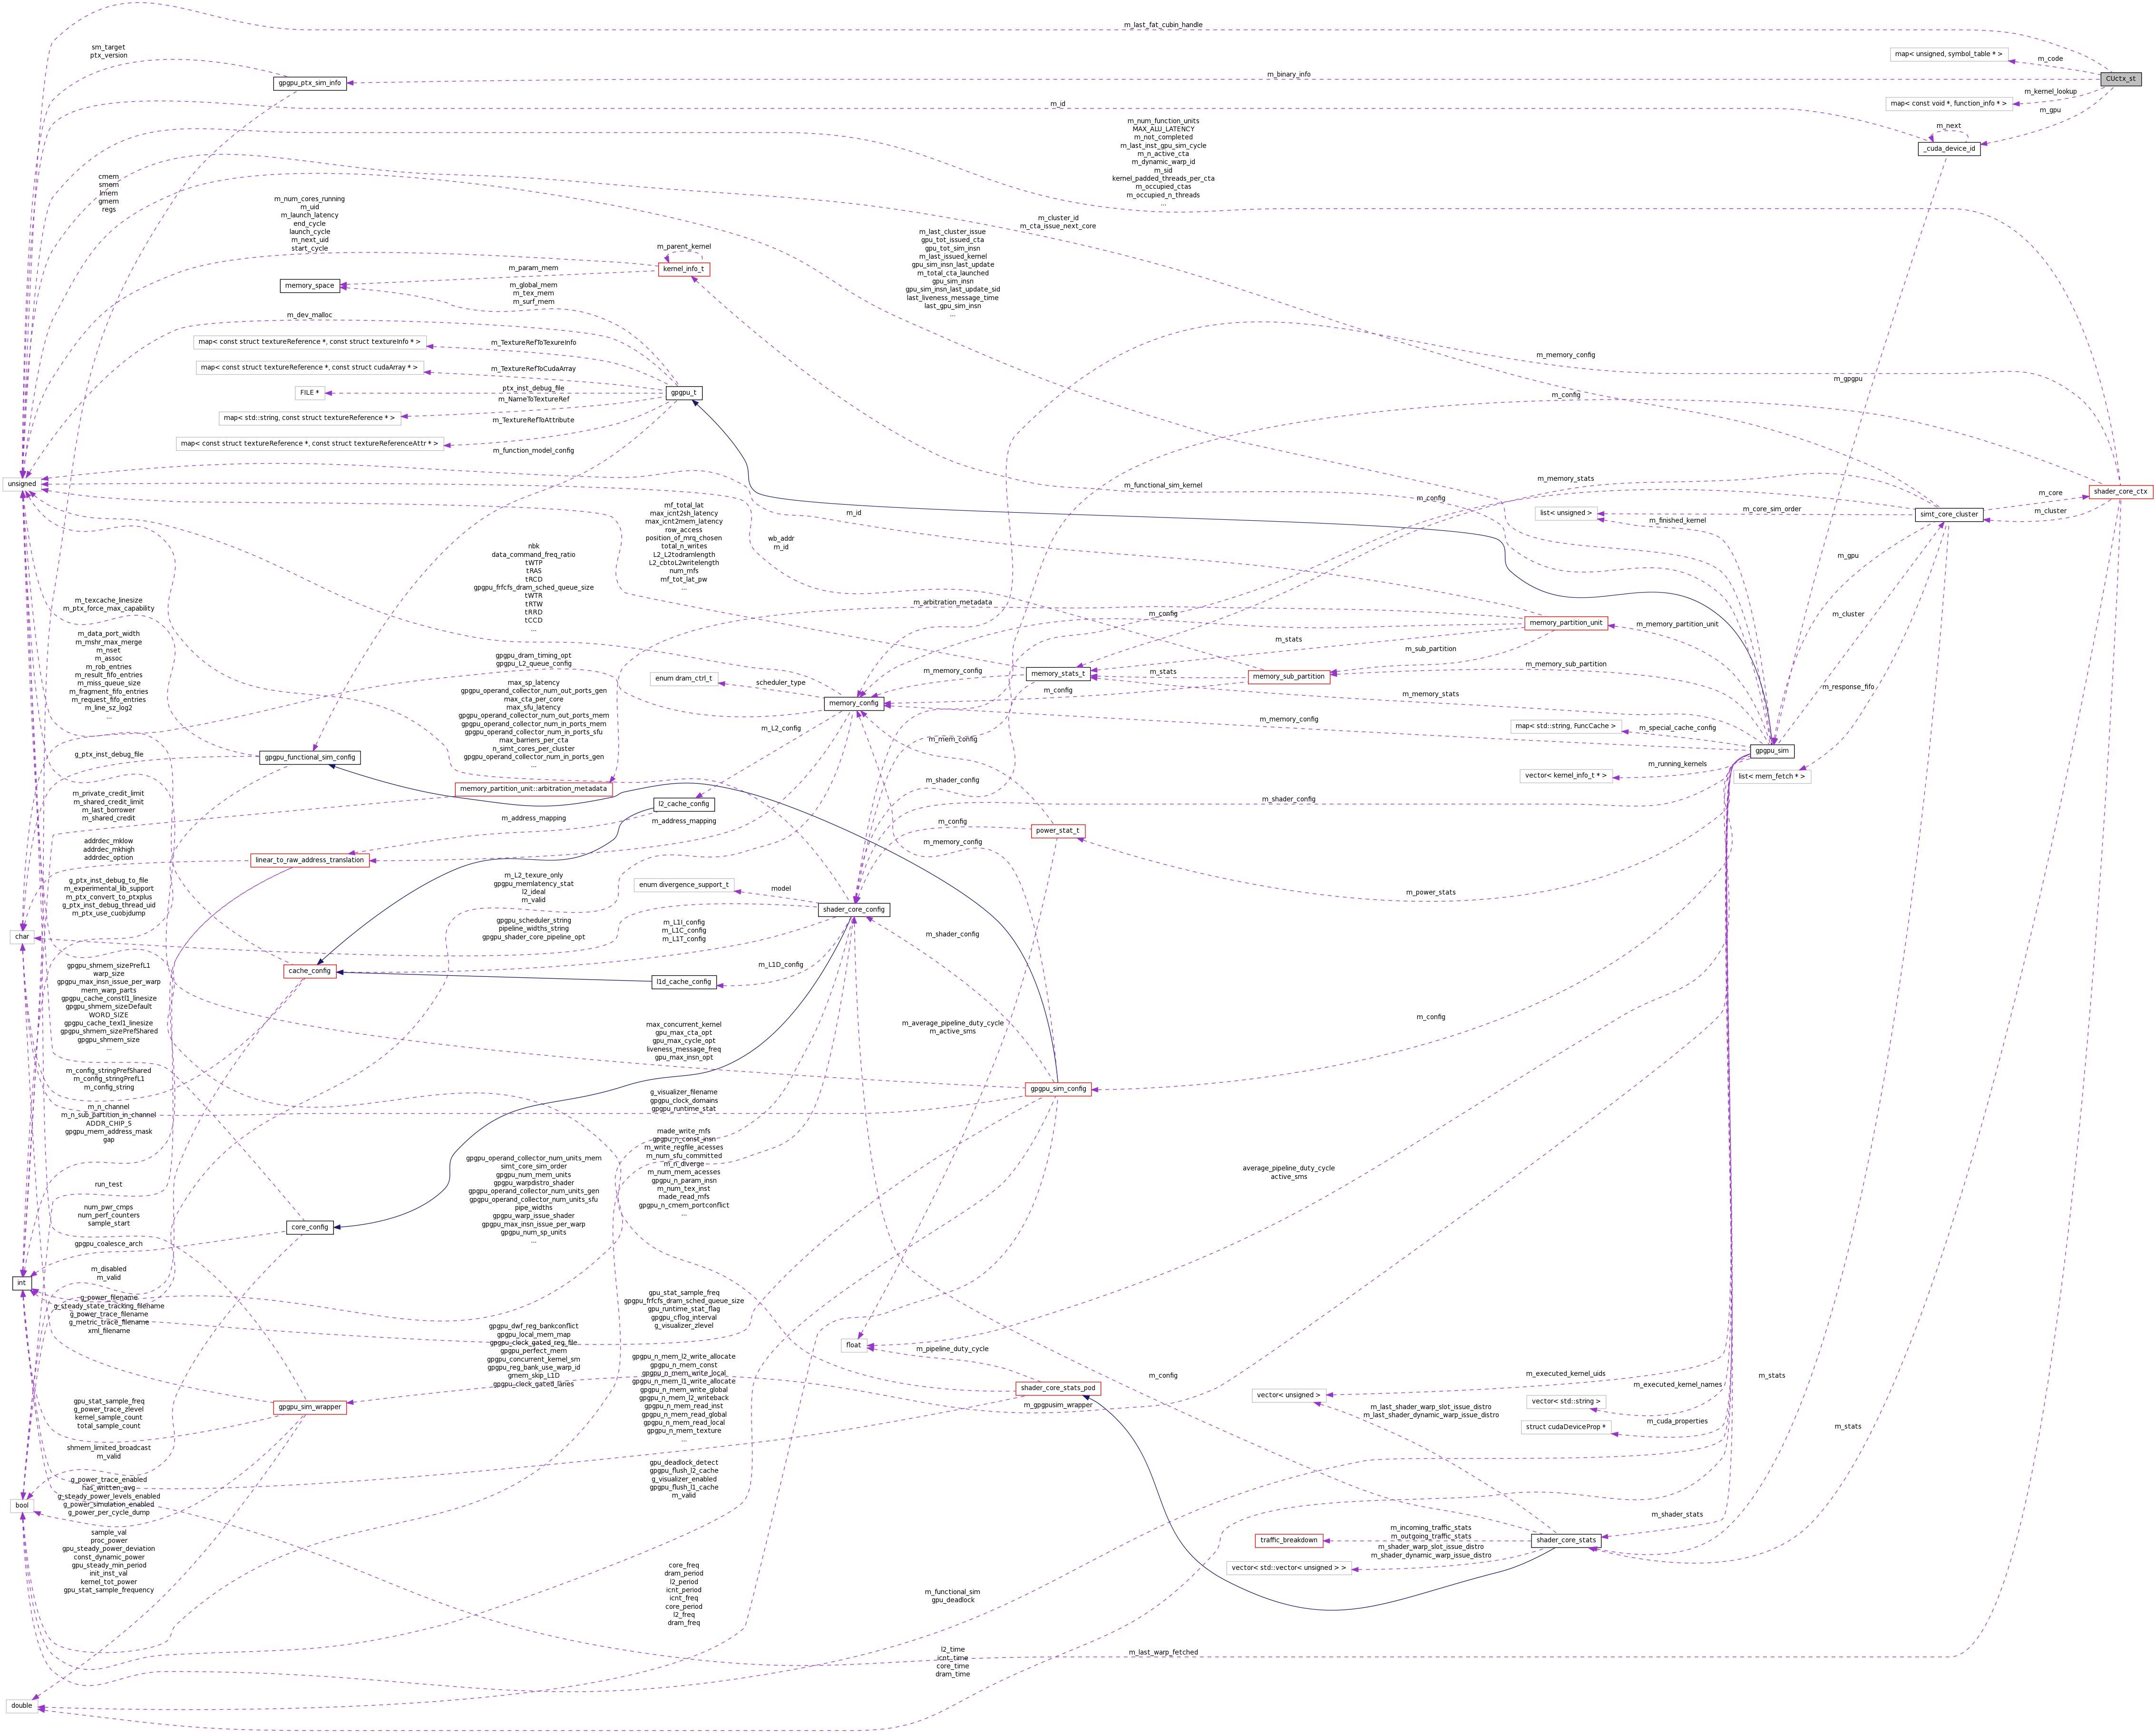 m_last_fat_cubin_handle
sm_target
ptx_version
map< unsigned, symbol_table * >
m_code
CUctx_st
gpgpu_ptx_sim_info
m_binary_info
m_kernel_lookup
map< const void *, function_info * >
m_gpu
m_id
m_next
_cuda_device_id
m_num_function_units
MAX_ALU_LATENCY
m_not_completed
m_last_inst_gpu_sim_cycle
m_n_active_cta
m_dynamic_warp_id
m_sid
kernel_padded_threads_per_cta
m_occupied_ctas
m_occupied_n_threads
...
cmem
smem
lmem
gmem
regs
m_num_cores_running
m_uid
m_launch_latency
end_cycle
launch_cycle
m_next_uid
start_cycle
m_cluster_id
m_cta_issue_next_core
m_last_cluster_issue
gpu_tot_issued_cta
gpu_tot_sim_insn
m_last_issued_kernel
gpu_sim_insn_last_update
m_total_cta_launched
gpu_sim_insn
gpu_sim_insn_last_update_sid
last_liveness_message_time
last_gpu_sim_insn
...
m_parent_kernel
kernel_info_t
m_param_mem
memory_space
m_global_mem
m_tex_mem
m_surf_mem
m_dev_malloc
map< const struct textureReference *, const struct textureInfo * >
m_TextureRefToTexureInfo
map< const struct textureReference *, const struct cudaArray * >
m_TextureRefToCudaArray
FILE *
ptx_inst_debug_file
gpgpu_t
m_NameToTextureRef
map< std::string, const struct textureReference * >
m_TextureRefToAttribute
map< const struct textureReference *, const struct textureReferenceAttr * >
m_function_model_config
m_memory_config
m_gpgpu
m_config
unsigned
m_functional_sim_kernel
m_memory_stats
m_config
m_core
shader_core_ctx
m_cluster
simt_core_cluster
list< unsigned >
m_core_sim_order
m_finished_kernel
m_id
mf_total_lat
max_icnt2sh_latency
max_icnt2mem_latency
row_access
position_of_mrq_chosen
total_n_writes
L2_L2todramlength
L2_cbtoL2writelength
num_mfs
mf_tot_lat_pw
...
wb_addr
m_id
nbk
data_command_freq_ratio
tWTP
tRAS
tRCD
gpgpu_frfcfs_dram_sched_queue_size
tWTR
tRTW
tRRD
tCCD
...
m_gpu
m_cluster
m_texcache_linesize
m_ptx_force_max_capability
m_arbitration_metadata
m_config
memory_partition_unit
m_memory_partition_unit
m_data_port_width
m_mshr_max_merge
m_nset
m_assoc
m_rob_entries
m_result_fifo_entries
m_miss_queue_size
m_fragment_fifo_entries
m_request_fifo_entries
m_line_sz_log2
...
m_stats
m_sub_partition
gpgpu_dram_timing_opt
gpgpu_L2_queue_config
enum dram_ctrl_t
scheduler_type
m_memory_config
memory_stats_t
m_stats
memory_sub_partition
m_memory_sub_partition
m_config
m_response_fifo
m_memory_stats
memory_config
max_sp_latency
gpgpu_operand_collector_num_out_ports_gen
max_cta_per_core
max_sfu_latency
gpgpu_operand_collector_num_out_ports_mem
gpgpu_operand_collector_num_in_ports_mem
gpgpu_operand_collector_num_in_ports_sfu
max_barriers_per_cta
n_simt_cores_per_cluster
gpgpu_operand_collector_num_in_ports_gen
...
m_L2_config
m_mem_config
m_memory_config
map< std::string, FuncCache >
m_special_cache_config
gpgpu_sim
g_ptx_inst_debug_file
gpgpu_functional_sim_config
vector< kernel_info_t * >
m_running_kernels
list< mem_fetch * >
m_shader_config
memory_partition_unit::arbitration_metadata
m_private_credit_limit
m_shared_credit_limit
m_last_borrower
m_shared_credit
l2_cache_config
m_shader_config
m_address_mapping
m_address_mapping
m_config
power_stat_t
addrdec_mklow
addrdec_mkhigh
addrdec_option
linear_to_raw_address_translation
m_memory_config
g_ptx_inst_debug_to_file
m_experimental_lib_support
m_ptx_convert_to_ptxplus
g_ptx_inst_debug_thread_uid
m_ptx_use_cuobjdump
m_L2_texure_only
gpgpu_memlatency_stat
l2_ideal
m_valid
enum divergence_support_t
model
m_power_stats
shader_core_config
gpgpu_scheduler_string
pipeline_widths_string
gpgpu_shader_core_pipeline_opt
m_L1I_config
m_L1C_config
m_L1T_config
char
m_shader_config
gpgpu_shmem_sizePrefL1
warp_size
gpgpu_max_insn_issue_per_warp
mem_warp_parts
gpgpu_cache_constl1_linesize
gpgpu_shmem_sizeDefault
WORD_SIZE
gpgpu_cache_texl1_linesize
gpgpu_shmem_sizePrefShared
gpgpu_shmem_size
...
cache_config
m_L1D_config
l1d_cache_config
max_concurrent_kernel
gpu_max_cta_opt
gpu_max_cycle_opt
liveness_message_freq
gpu_max_insn_opt
m_average_pipeline_duty_cycle
m_active_sms
m_config
m_config_stringPrefShared
m_config_stringPrefL1
m_config_string
gpgpu_sim_config
g_visualizer_filename
gpgpu_clock_domains
gpgpu_runtime_stat
m_n_channel
m_n_sub_partition_in_channel
ADDR_CHIP_S
gpgpu_mem_address_mask
gap
made_write_mfs
gpgpu_n_const_insn
m_write_regfile_acesses
m_num_sfu_committed
m_n_diverge
m_num_mem_acesses
gpgpu_n_param_insn
m_num_tex_inst
made_read_mfs
gpgpu_n_cmem_portconflict
...
gpgpu_operand_collector_num_units_mem
simt_core_sim_order
gpgpu_num_mem_units
gpgpu_warpdistro_shader
gpgpu_operand_collector_num_units_gen
gpgpu_operand_collector_num_units_sfu
pipe_widths
gpgpu_warp_issue_shader
gpgpu_max_insn_issue_per_warp
gpgpu_num_sp_units
...
average_pipeline_duty_cycle
active_sms
run_test
num_pwr_cmps
num_perf_counters
sample_start
core_config
gpgpu_coalesce_arch
int
m_disabled
m_valid
g_power_filename
g_steady_state_tracking_filename
g_power_trace_filename
g_metric_trace_filename
xml_filename
gpu_stat_sample_freq
gpgpu_frfcfs_dram_sched_queue_size
gpu_runtime_stat_flag
gpgpu_cflog_interval
g_visualizer_zlevel
gpgpu_dwf_reg_bankconflict
gpgpu_local_mem_map
gpgpu_clock_gated_reg_file
gpgpu_perfect_mem
gpgpu_concurrent_kernel_sm
gpgpu_reg_bank_use_warp_id
gmem_skip_L1D
gpgpu_clock_gated_lanes
float
m_pipeline_duty_cycle
gpgpu_n_mem_l2_write_allocate
gpgpu_n_mem_const
gpgpu_n_mem_write_local
gpgpu_n_mem_l1_write_allocate
gpgpu_n_mem_write_global
gpgpu_n_mem_l2_writeback
gpgpu_n_mem_read_inst
gpgpu_n_mem_read_global
gpgpu_n_mem_read_local
gpgpu_n_mem_texture
...
shader_core_stats_pod
m_config
m_executed_kernel_uids
m_stats
vector< unsigned >
m_executed_kernel_names
vector< std::string >
m_gpgpusim_wrapper
m_last_shader_warp_slot_issue_distro
m_last_shader_dynamic_warp_issue_distro
m_cuda_properties
struct cudaDeviceProp *
m_stats
gpu_stat_sample_freq
g_power_trace_zlevel
kernel_sample_count
total_sample_count
gpgpu_sim_wrapper
shmem_limited_broadcast
m_valid
gpu_deadlock_detect
gpgpu_flush_l2_cache
g_visualizer_enabled
gpgpu_flush_l1_cache
m_valid
g_power_trace_enabled
has_written_avg
g_steady_power_levels_enabled
g_power_simulation_enabled
g_power_per_cycle_dump
bool
m_shader_stats
m_incoming_traffic_stats
m_outgoing_traffic_stats
traffic_breakdown
shader_core_stats
m_shader_warp_slot_issue_distro
m_shader_dynamic_warp_issue_distro
vector< std::vector< unsigned > >
sample_val
proc_power
gpu_steady_power_deviation
const_dynamic_power
gpu_steady_min_period
init_inst_val
kernel_tot_power
gpu_stat_sample_frequency
core_freq
dram_period
l2_period
icnt_period
icnt_freq
core_period
l2_freq
dram_freq
m_functional_sim
gpu_deadlock
l2_time
icnt_time
core_time
dram_time
m_last_warp_fetched
double